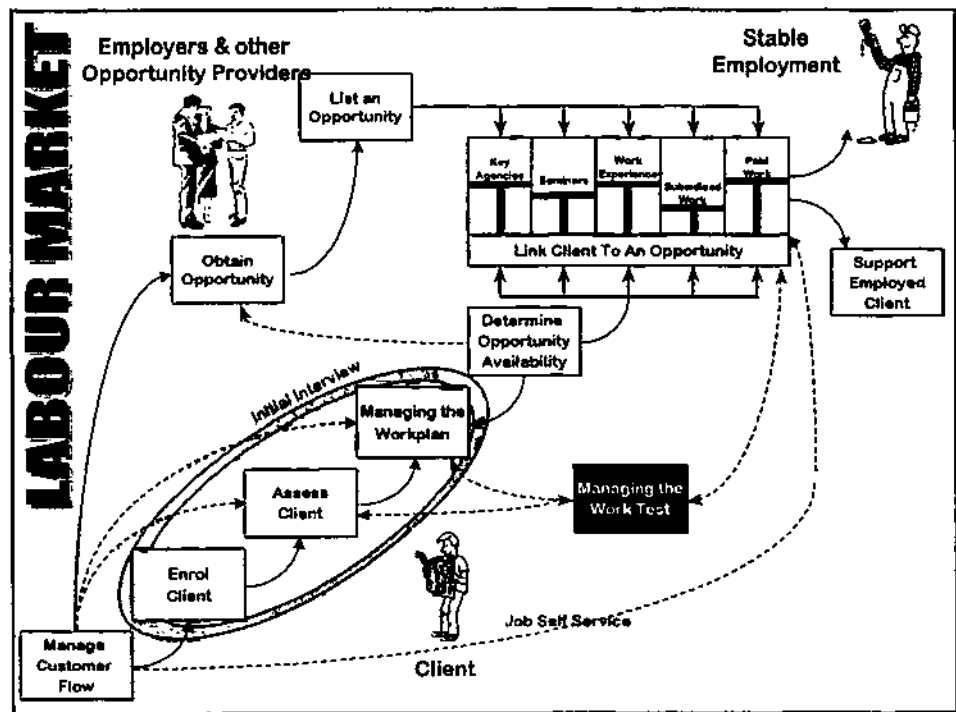 LABOUR MARKET
Employers & other
Opportunity Providers
List an
Opportunity
Stable
Employment
Key
Agencies
Seminars
Work
Experience
Subsidised
Work
Paid
Work
Link Client To An Opportunity
Obtain
Opportunity
Support
Employed
Client
Determine
Opportunity
Availability
Initial Interview
Managing the
Workplan
Assess
Client
Managing the
Work Test
Enrol
Client
Job Self Service
Manage
Customer
Flow
Client